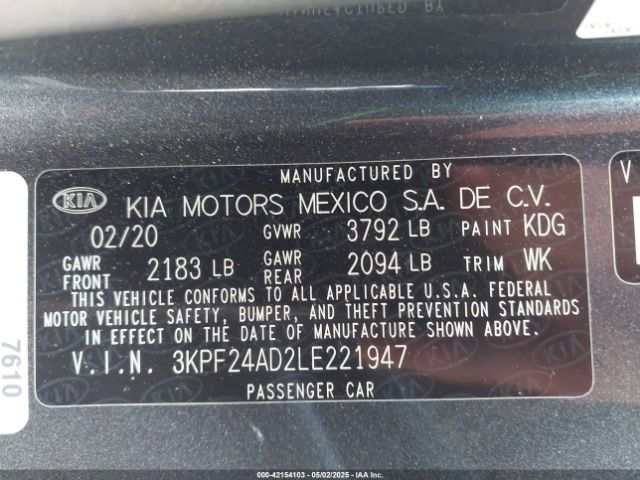 MANUFACTURED BY
KIA KIA MOTORS MEXICO S.A. DE C.V.
02/20 GVWR 3792 LB PAINT KDG
GAWR FRONT 2183 LB GAWR REAR 2094 LB TRIM WK
THIS VEHICLE CONFORMS TO ALL APPLICABLE U.S.A. FEDERAL
MOTOR VEHICLE SAFETY, BUMPER, AND THEFT PREVENTION STANDARDS
IN EFFECT ON THE DATE OF MANUFACTURE SHOWN ABOVE.
V.I.N. 3KPF24AD2LE221947
PASSENGER CAR
7610
V
000-42154103 - 05/02/2025 - IAA Inc.